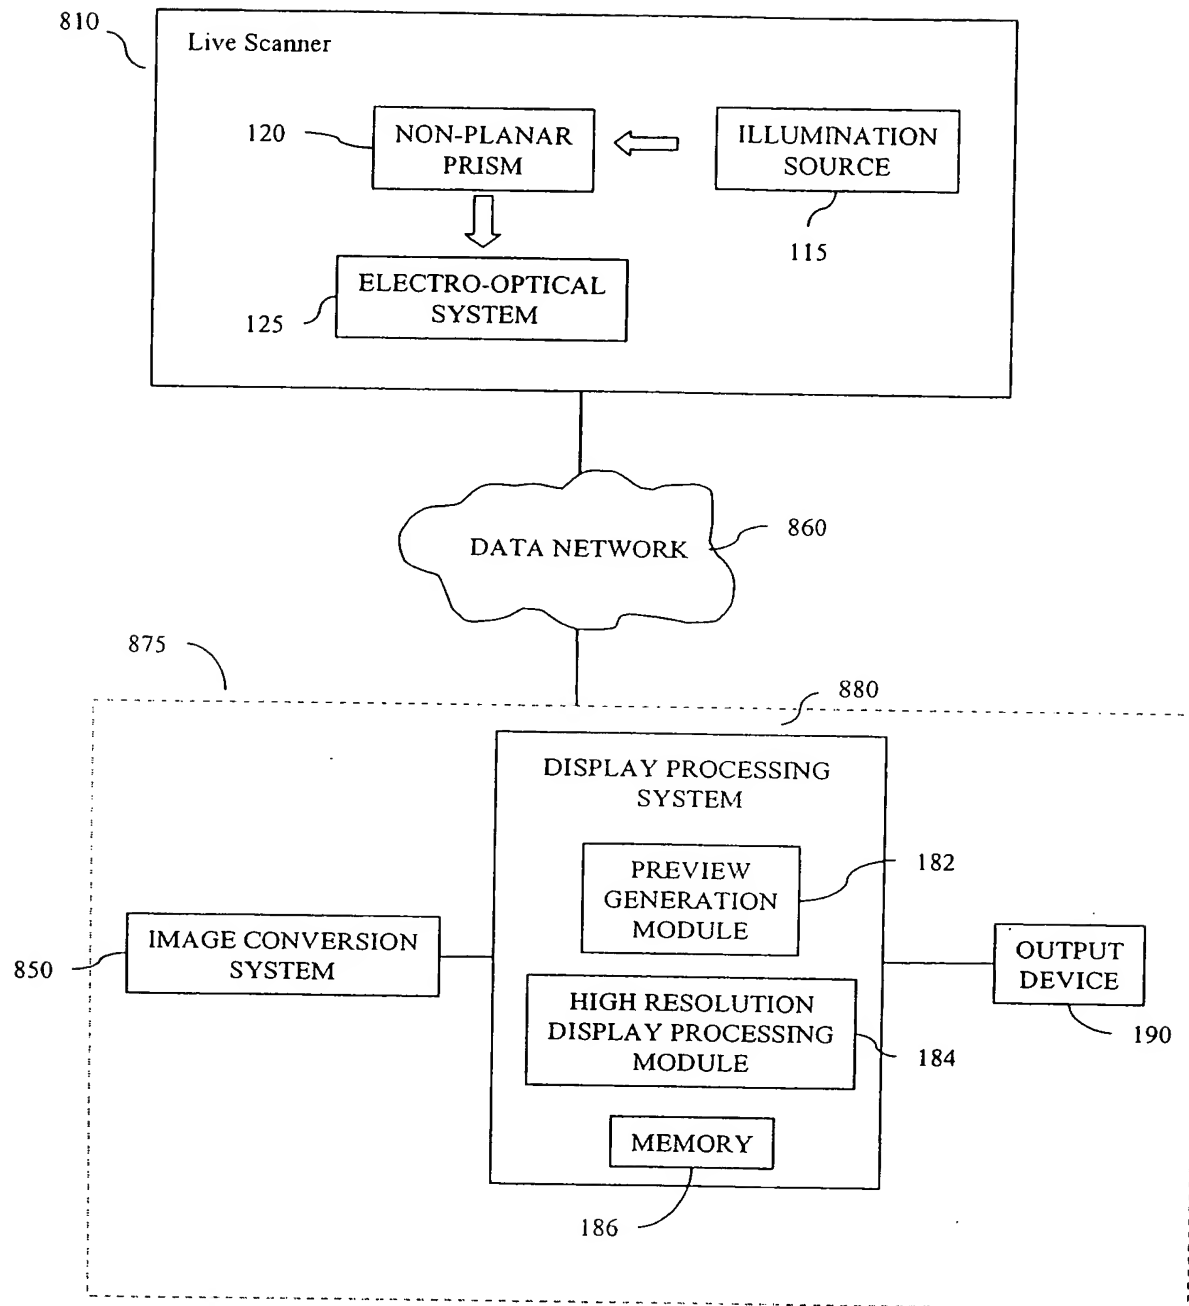 810
Live Scanner
120
NON-PLANAR
PRISM
ILLUMINATION
SOURCE
115
ELECTRO-OPTICAL
SYSTEM
125
DATA NETWORK
860
875
880
DISPLAY PROCESSING
SYSTEM
PREVIEW
GENERATION
MODULE
182
IMAGE CONVERSION
SYSTEM
850
HIGH RESOLUTION
DISPLAY PROCESSING
MODULE
184
OUTPUT
DEVICE
190
MEMORY
186